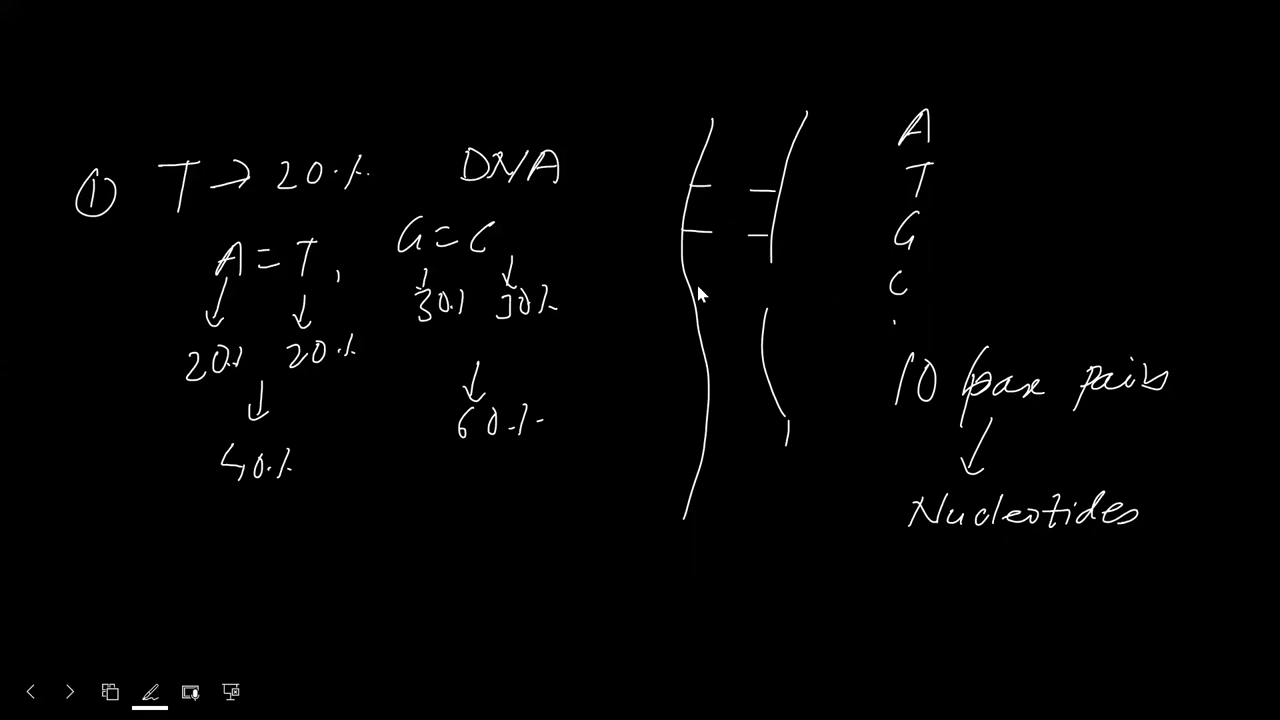 ① T → 20%
DNA
A = T,
G = C
30%
30%
20%
20%
40%
60%
A
T
G
C
10 base pairs
Nucleotides